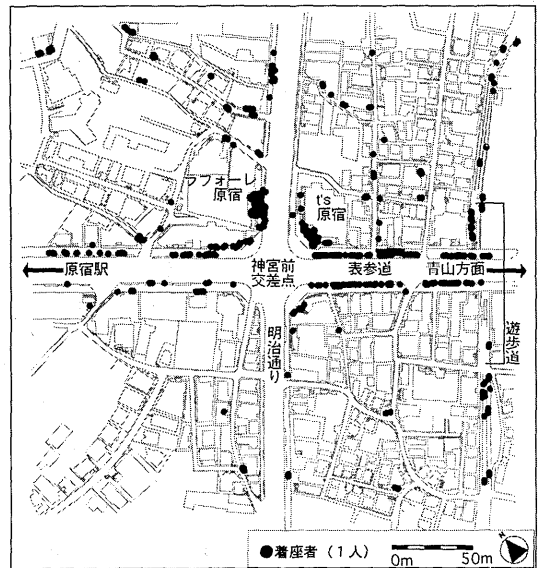 ラフォーレ
原宿
t's
原宿
原宿駅
神宮前
交差点
表参道
青山方面
明治通り
遊歩道
●着座者（1人）
0m
50m
N